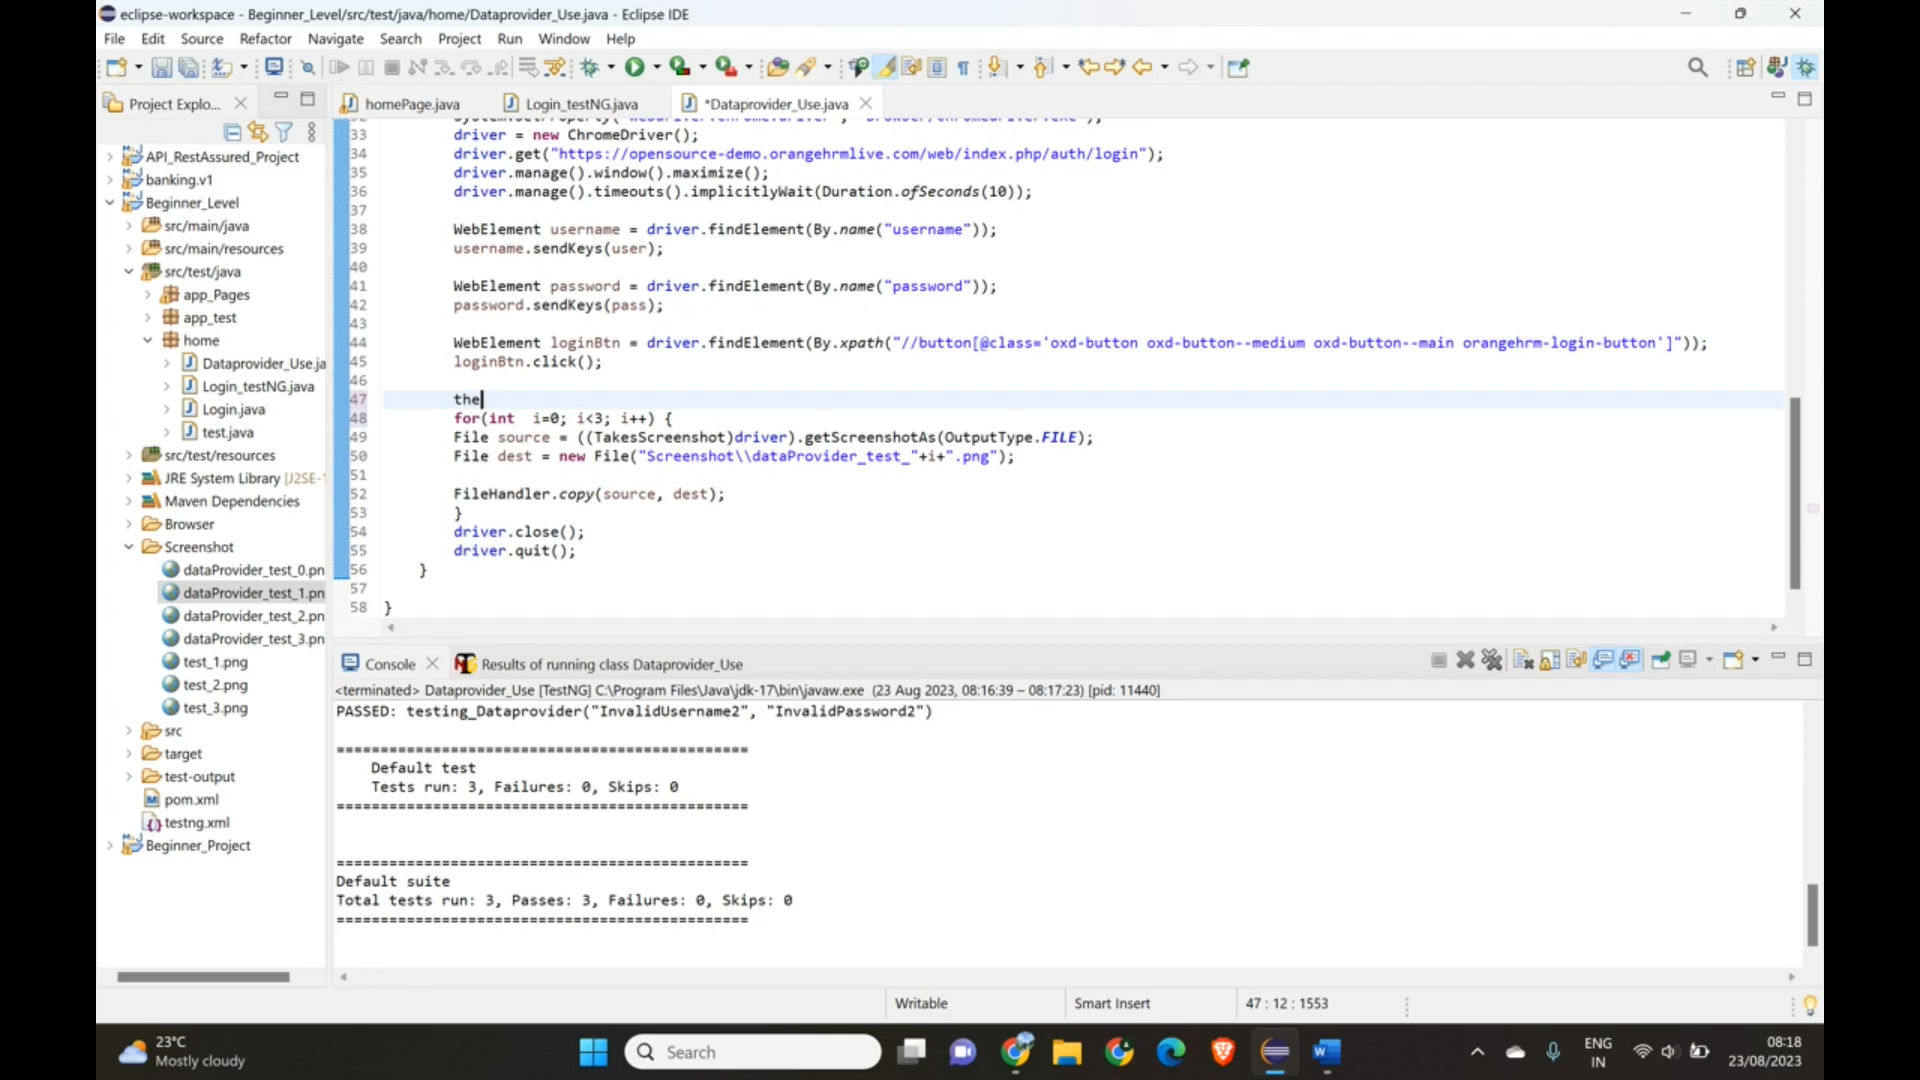 eclipse-workspace - Beginner_Level/src/test/java/home/Dataprovider_Use.java - Eclipse IDE
File Edit Source Refactor Navigate Search Project Run Window Help
Project Explo...
homePage.java
Login_testNG.java
*Dataprovider_Use.java
API_RestAssured_Project
banking.v1
Beginner_Level
src/main/java
src/main/resources
src/test/java
app_Pages
app_test
home
Dataprovider_Use.ja
Login_testNG.java
Login.java
test.java
src/test/resources
JRE System Library [J2SE-1
Maven Dependencies
Browser
Screenshot
dataProvider_test_0.pn
dataProvider_test_1.pn
dataProvider_test_2.pn
dataProvider_test_3.pn
test_1.png
test_2.png
test_3.png
src
target
test-output
pom.xml
testng.xml
Beginner_Project
33 driver = new ChromeDriver();
34 driver.get("https://opensource-demo.orangehrmlive.com/web/index.php/auth/login");
35 driver.manage().window().maximize();
36 driver.manage().timeouts().implicitlyWait(Duration.ofSeconds(10));
37
38 WebElement username = driver.findElement(By.name("username"));
39 username.sendKeys(user);
40
41 WebElement password = driver.findElement(By.name("password"));
42 password.sendKeys(pass);
43
44 WebElement loginBtn = driver.findElement(By.xpath("//button[@class='oxd-button oxd-button--medium oxd-button--main orangehrm-login-button']"));
45 loginBtn.click();
46
47 the
48 for(int  i=0; i<3; i++) {
49 File source = ((TakesScreenshot)driver).getScreenshotAs(OutputType.FILE);
50 File dest = new File("Screenshot\\dataProvider_test_"+i+".png");
51
52 FileHandler.copy(source, dest);
53 }
54 driver.close();
55 driver.quit();
56 }
57
58 }
Console
Results of running class Dataprovider_Use
<terminated> Dataprovider_Use [TestNG] C:\Program Files\Java\jdk-17\bin\javaw.exe (23 Aug 2023, 08:16:39 – 08:17:23) [pid: 11440]
PASSED: testing_Dataprovider("InvalidUsername2", "InvalidPassword2")
===============================================
Default test
Tests run: 3, Failures: 0, Skips: 0
===============================================
===============================================
Default suite
Total tests run: 3, Passes: 3, Failures: 0, Skips: 0
===============================================
Writable
Smart Insert
47 : 12 : 1553
23°C
Mostly cloudy
Search
ENG
IN
08:18
23/08/2023